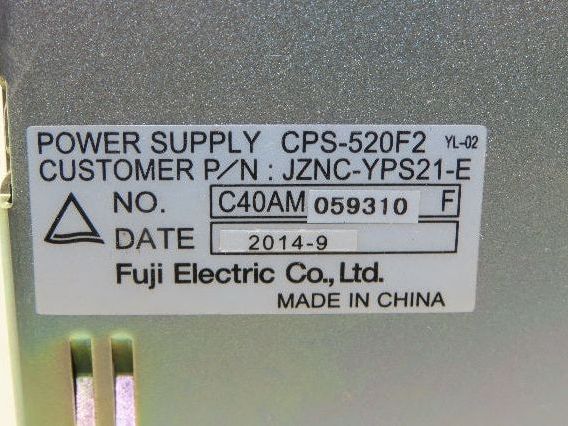 POWER SUPPLY CPS-520F2 YL-02
CUSTOMER P/N : JZNC-YPS21-E
NO. C40AM 059310 F
DATE 2014-9
Fuji Electric Co.,Ltd.
MADE IN CHINA